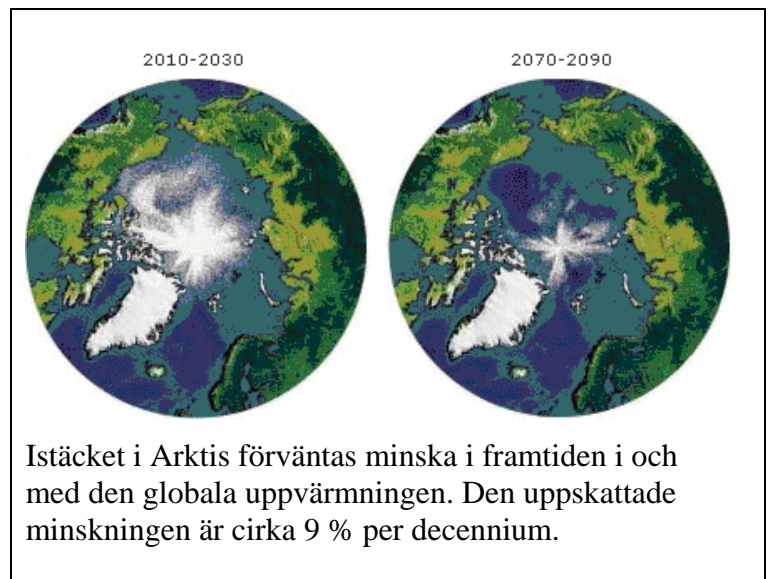 2010-2030 2070-2090
Istäcket i Arktis förväntas minska i framtiden i och
med den globala uppvärmningen. Den uppskattade
minskningen är cirka 9 % per decennium.